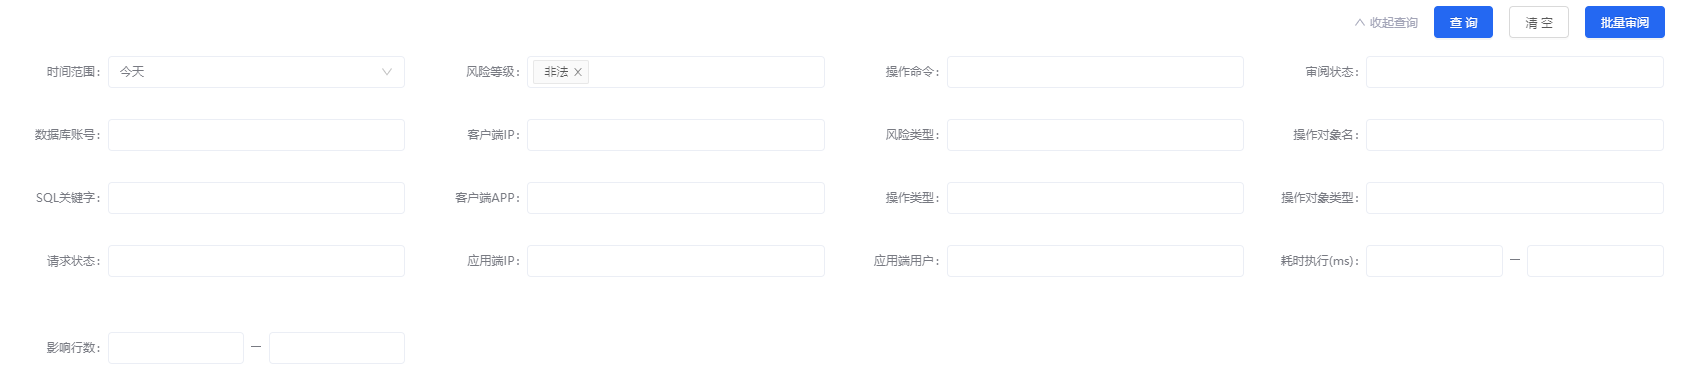 收起查询 查 询 清 空 批量审阅
时间范围: 今天 风险等级: 非法 操作命令: 审阅状态:
数据库账号: 客户端IP: 风险类型: 操作对象名:
SQL关键字: 客户端APP: 操作类型: 操作对象类型:
请求状态: 应用端IP: 应用端用户: 耗时执行(ms): —
影响行数: —